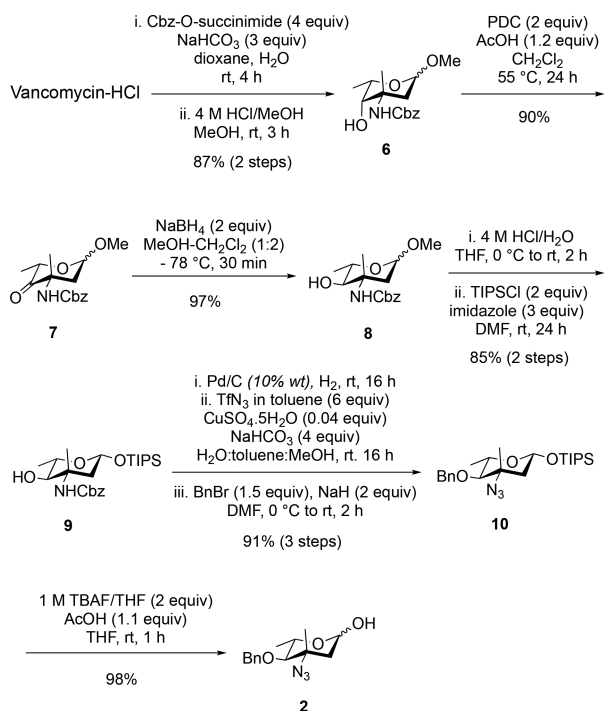 i. Cbz-O-succinimide (4 equiv)
NaHCO3 (3 equiv)
dioxane, H2O
rt, 4 h
Vancomycin-HCl
ii. 4 M HCl/MeOH
MeOH, rt, 3 h
87% (2 steps)
O
OMe
NHCbz
HO
6
PDC (2 equiv)
AcOH (1.2 equiv)
CH2Cl2
55 °C, 24 h
90%
O
OMe
O
NHCbz
7
NaBH4 (2 equiv)
MeOH-CH2Cl2 (1:2)
- 78 °C, 30 min
97%
O
OMe
HO
NHCbz
8
i. 4 M HCl/H2O
THF, 0 °C to rt, 2 h
ii. TIPSCl (2 equiv)
imidazole (3 equiv)
DMF, rt, 24 h
85% (2 steps)
O
OTIPS
HO
NHCbz
9
i. Pd/C (10% wt), H2, rt, 16 h
ii. TfN3 in toluene (6 equiv)
CuSO4.5H2O (0.04 equiv)
NaHCO3 (4 equiv)
H2O:toluene:MeOH, rt. 16 h
iii. BnBr (1.5 equiv), NaH (2 equiv)
DMF, 0 °C to rt, 2 h
91% (3 steps)
O
OTIPS
BnO
N3
10
1 M TBAF/THF (2 equiv)
AcOH (1.1 equiv)
THF, rt, 1 h
98%
O
OH
BnO
N3
2